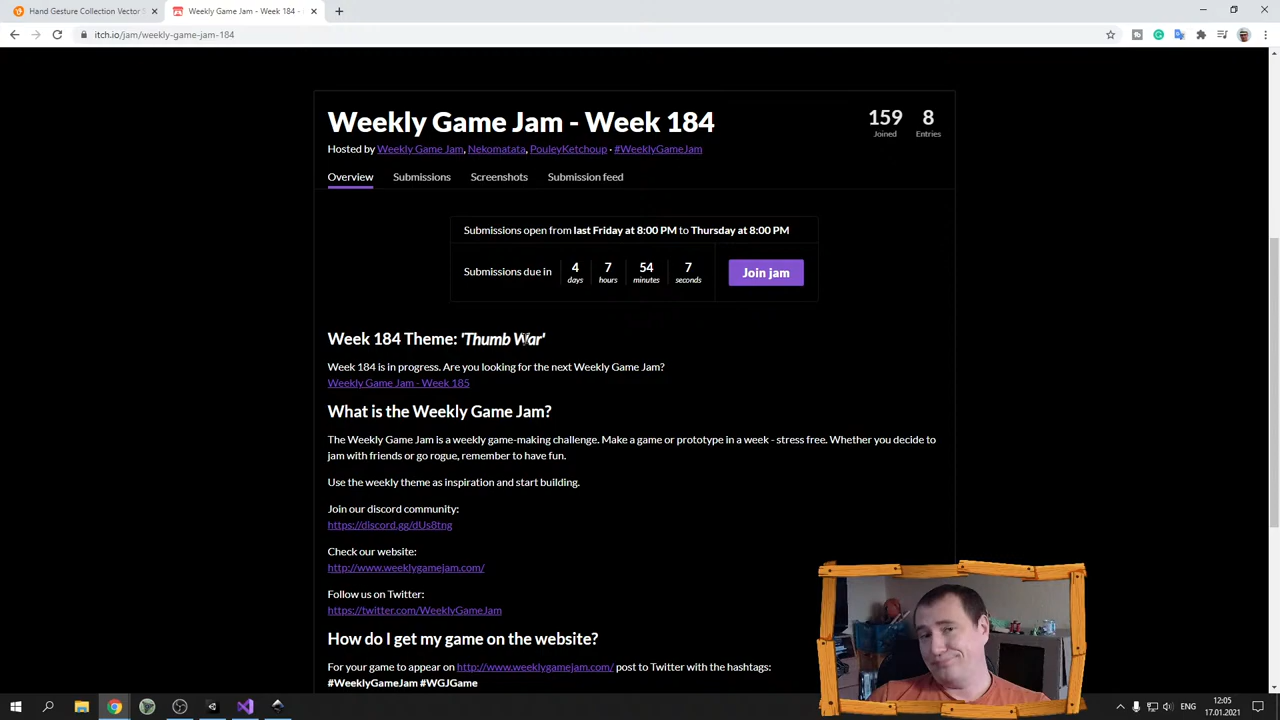 Hand Gesture Collection Vector
Weekly Game Jam - Week 184 -
itch.io/jam/weekly-game-jam-184
Weekly Game Jam - Week 184
159
Joined
8
Entries
Hosted by Weekly Game Jam, Nekomatata, PouleyKetchoup · #WeeklyGameJam
Overview
Submissions
Screenshots
Submission feed
Submissions open from last Friday at 8:00 PM to Thursday at 8:00 PM
Submissions due in
4
days
7
hours
54
minutes
7
seconds
Join jam
Week 184 Theme: 'Thumb War'
Week 184 is in progress. Are you looking for the next Weekly Game Jam?
Weekly Game Jam - Week 185
What is the Weekly Game Jam?
The Weekly Game Jam is a weekly game-making challenge. Make a game or prototype in a week - stress free. Whether you decide to
jam with friends or go rogue, remember to have fun.
Use the weekly theme as inspiration and start building.
Join our discord community:
https://discord.gg/dUs8tng
Check our website:
http://www.weeklygamejam.com/
Follow us on Twitter:
https://twitter.com/WeeklyGameJam
How do I get my game on the website?
For your game to appear on http://www.weeklygamejam.com/ post to Twitter with the hashtags:
#WeeklyGameJam #WGJGame
ENG
12:05
17.01.2021